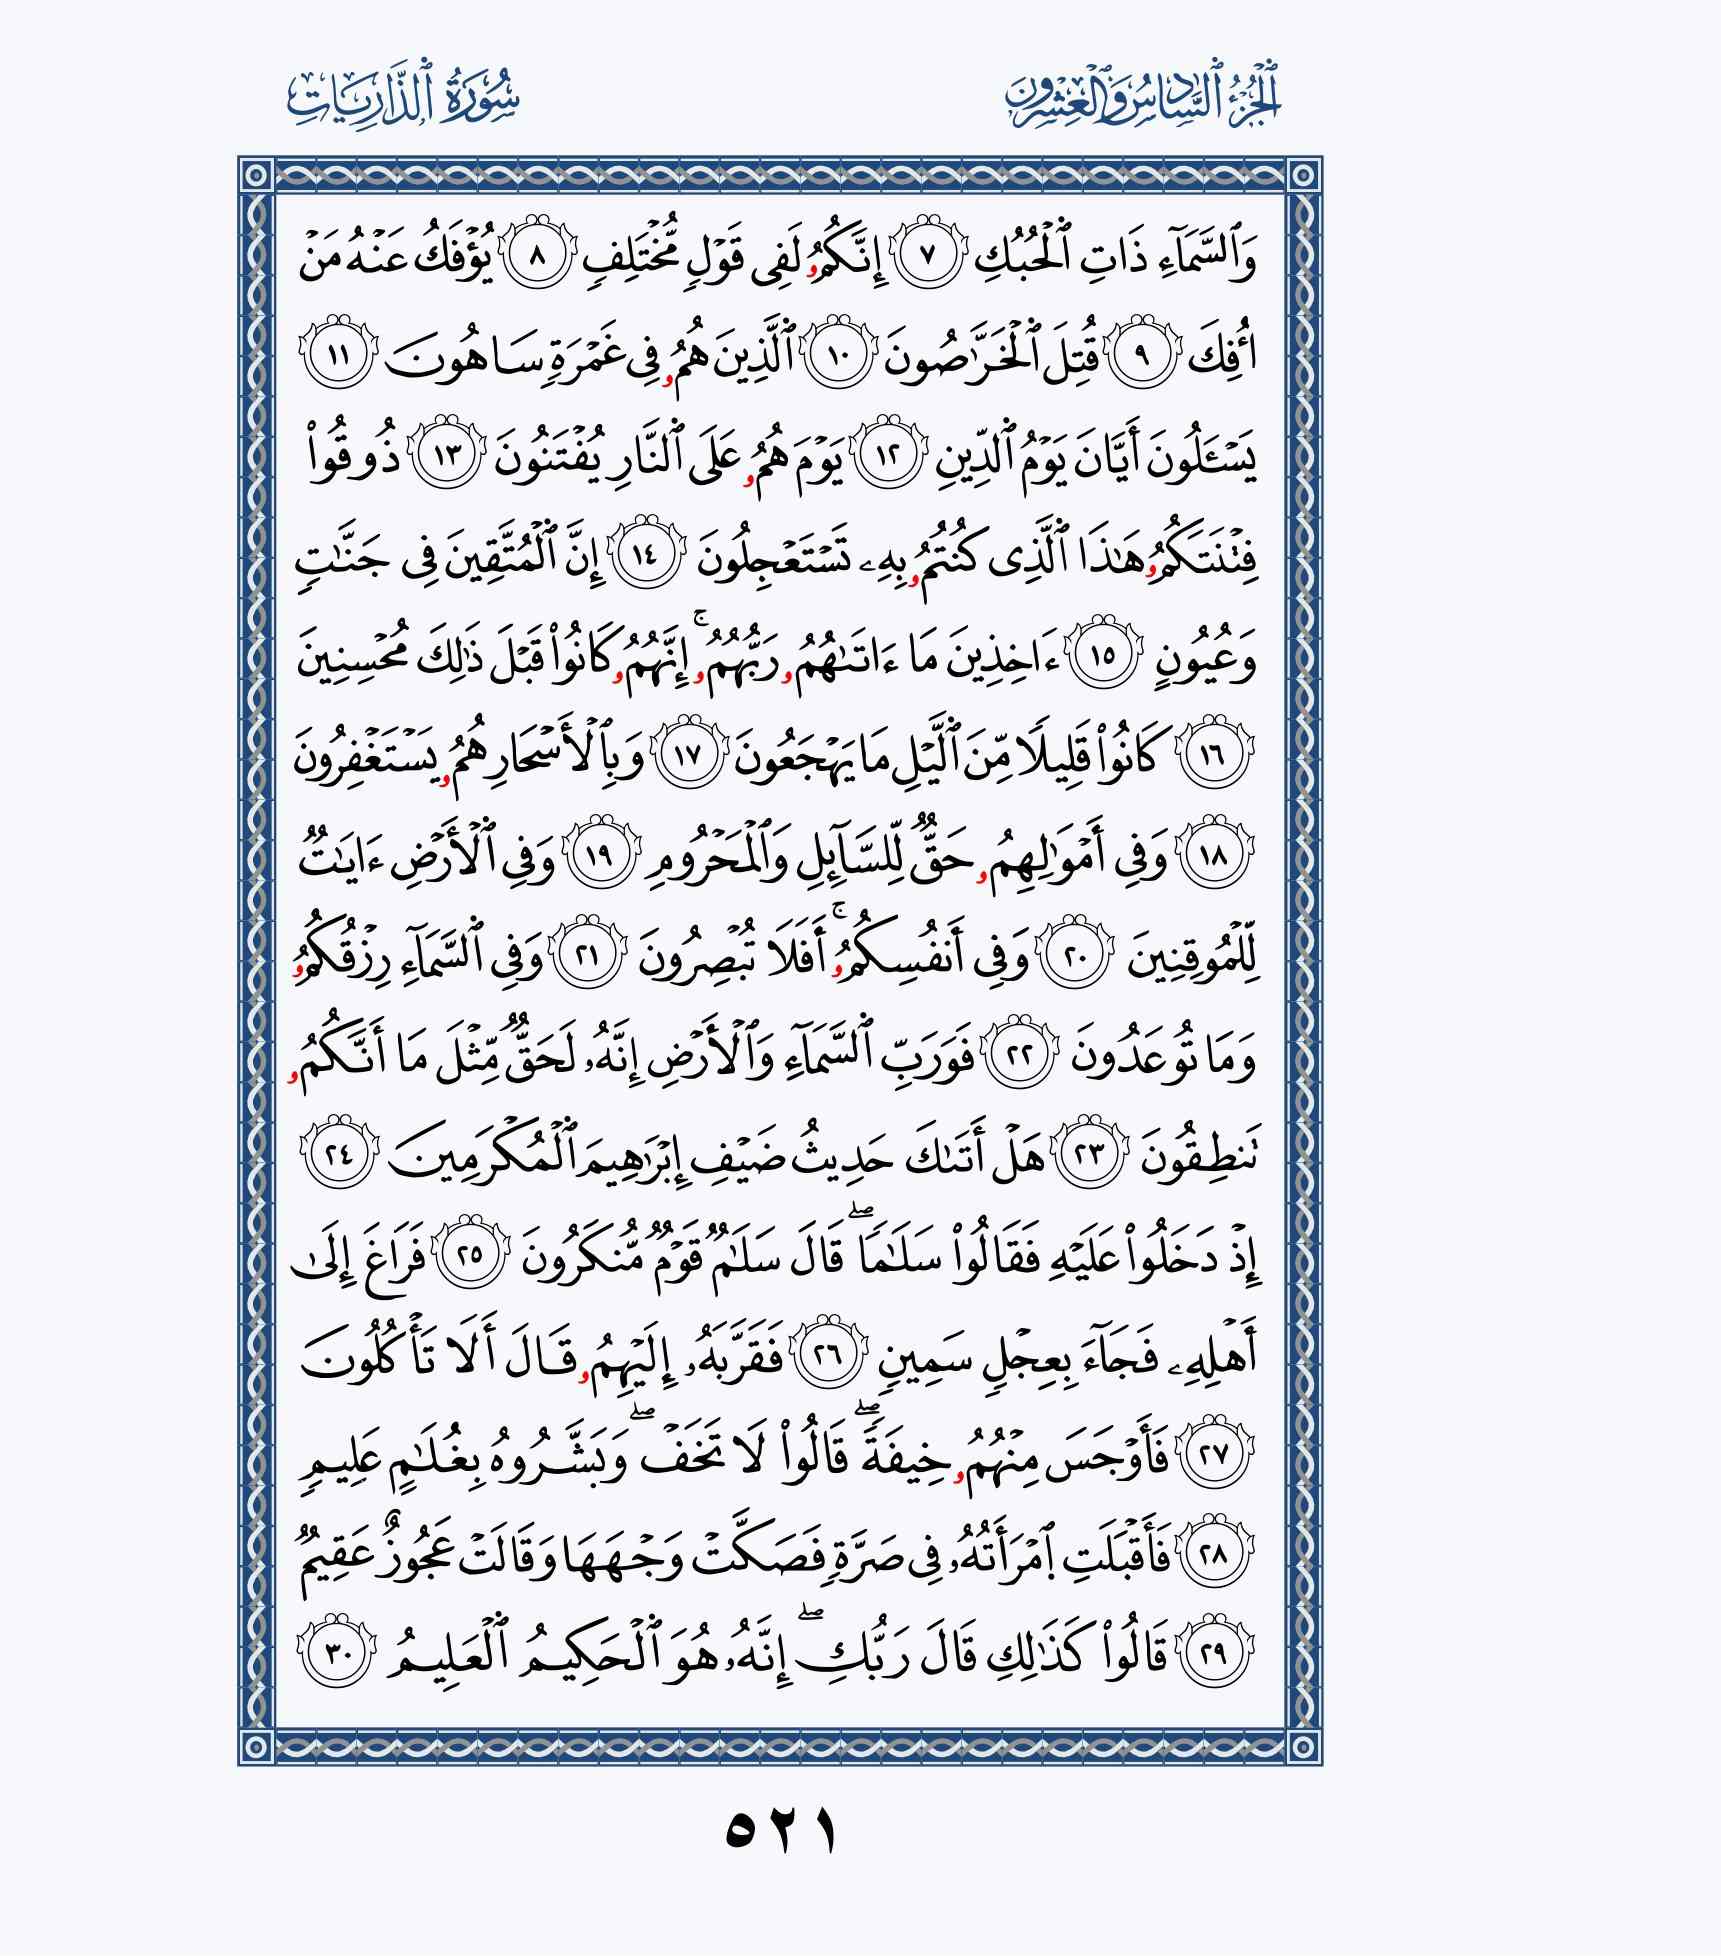 الجزء السادس والعشرون
سورة الذاريات
وَٱلسَّمَآءِ ذَاتِ ٱلْحُبُكِ ٧ إِنَّكُمُۥ لَفِى قَوْلٍ مُّخْتَلِفٍ ٨ يُؤْفَكُ عَنْهُ مَنْ
أُفِكَ ٩ قُتِلَ ٱلْخَرَّٰصُونَ ١٠ ٱلَّذِينَ هُمُۥ فِى غَمْرَةٍ سَاهُونَ ١١
يَسْـَٔلُونَ أَيَّانَ يَوْمُ ٱلدِّينِ ١٢ يَوْمَ هُمُۥ عَلَى ٱلنَّارِ يُفْتَنُونَ ١٣ ذُوقُوا۟
فِتْنَتَكُمُۥ هَٰذَا ٱلَّذِى كُنتُمُۥ بِهِۦ تَسْتَعْجِلُونَ ١٤ إِنَّ ٱلْمُتَّقِينَ فِى جَنَّٰتٍ
وَعُيُونٍ ١٥ ءَاخِذِينَ مَا ءَاتَىٰهُمُۥ رَبُّهُمُۥ ۚ إِنَّهُمُۥ كَانُوا۟ قَبْلَ ذَٰلِكَ مُحْسِنِينَ
١٦ كَانُوا۟ قَلِيلًا مِّنَ ٱلَّيْلِ مَا يَهْجَعُونَ ١٧ وَبِٱلْأَسْحَارِ هُمُۥ يَسْتَغْفِرُونَ
١٨ وَفِى أَمْوَٰلِهِمُۥ حَقٌّ لِّلسَّآئِلِ وَٱلْمَحْرُومِ ١٩ وَفِى ٱلْأَرْضِ ءَايَٰتٌ
لِّلْمُوقِنِينَ ٢٠ وَفِى أَنفُسِكُمُۥ ۚ أَفَلَا تُبْصِرُونَ ٢١ وَفِى ٱلسَّمَآءِ رِزْقُكُمُۥ
وَمَا تُوعَدُونَ ٢٢ فَوَرَبِّ ٱلسَّمَآءِ وَٱلْأَرْضِ إِنَّهُۥ لَحَقٌّ مِّثْلَ مَا أَنَّكُمُۥ
تَنطِقُونَ ٢٣ هَلْ أَتَىٰكَ حَدِيثُ ضَيْفِ إِبْرَٰهِيمَ ٱلْمُكْرَمِينَ ٢٤
إِذْ دَخَلُوا۟ عَلَيْهِ فَقَالُوا۟ سَلَٰمًا ۖ قَالَ سَلَٰمٌ قَوْمٌ مُّنكَرُونَ ٢٥ فَرَاغَ إِلَىٰ
أَهْلِهِۦ فَجَآءَ بِعِجْلٍ سَمِينٍ ٢٦ فَقَرَّبَهُۥ إِلَيْهِمُۥ قَالَ أَلَا تَأْكُلُونَ
٢٧ فَأَوْجَسَ مِنْهُمُۥ خِيفَةً ۖ قَالُوا۟ لَا تَخَفْ ۖ وَبَشَّرُوهُ بِغُلَٰمٍ عَلِيمٍ
٢٨ فَأَقْبَلَتِ ٱمْرَأَتُهُۥ فِى صَرَّةٍ فَصَكَّتْ وَجْهَهَا وَقَالَتْ عَجُوزٌ عَقِيمٌ
٢٩ قَالُوا۟ كَذَٰلِكِ قَالَ رَبُّكِ ۖ إِنَّهُۥ هُوَ ٱلْحَكِيمُ ٱلْعَلِيمُ ٣٠
٥٢١